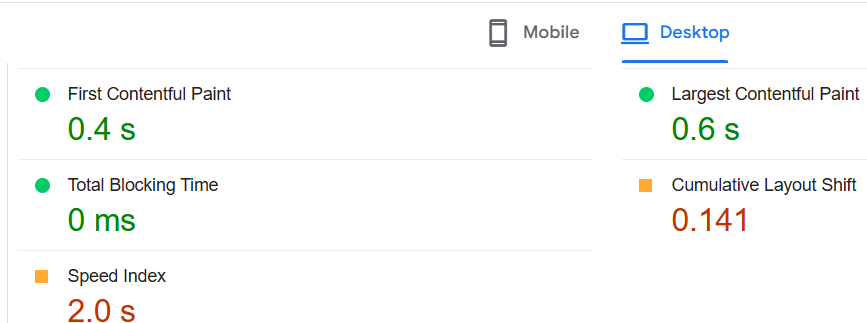 Mobile Desktop
First Contentful Paint Largest Contentful Paint
0.4 s 0.6 s
Total Blocking Time Cumulative Layout Shift
0 ms 0.141
Speed Index
2.0 s